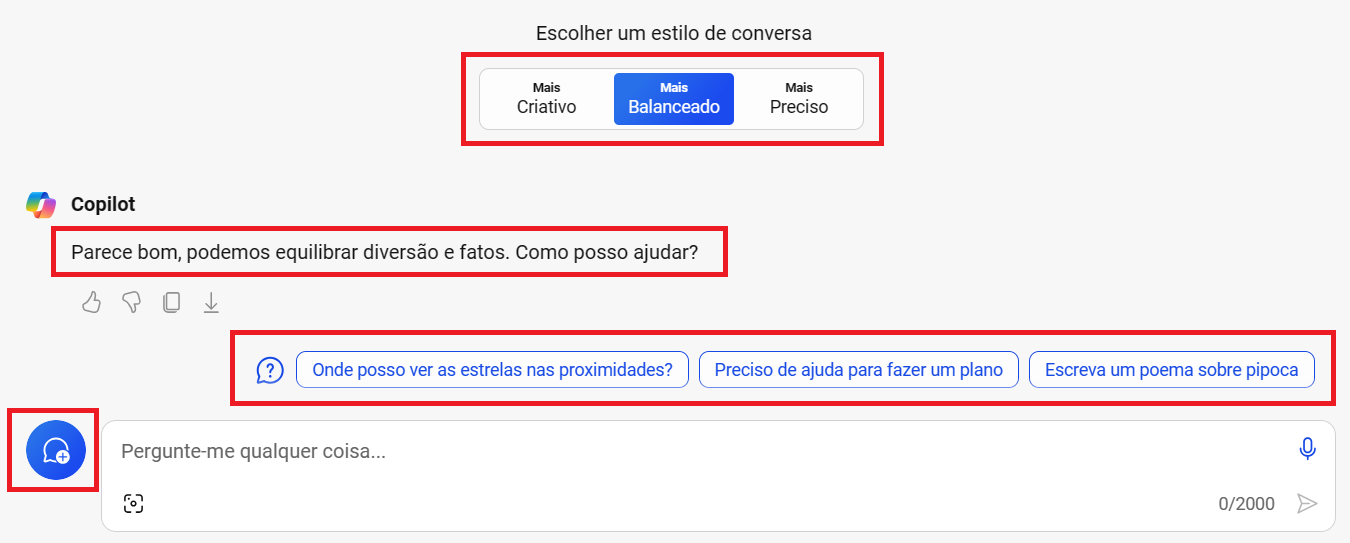 Escolher um estilo de conversa
Mais Mais Mais
Criativo Balanceado Preciso
Copilot
Parece bom, podemos equilibrar diversão e fatos. Como posso ajudar?
Onde posso ver as estrelas nas proximidades? Preciso de ajuda para fazer um plano Escreva um poema sobre pipoca
Pergunte-me qualquer coisa...
0/2000